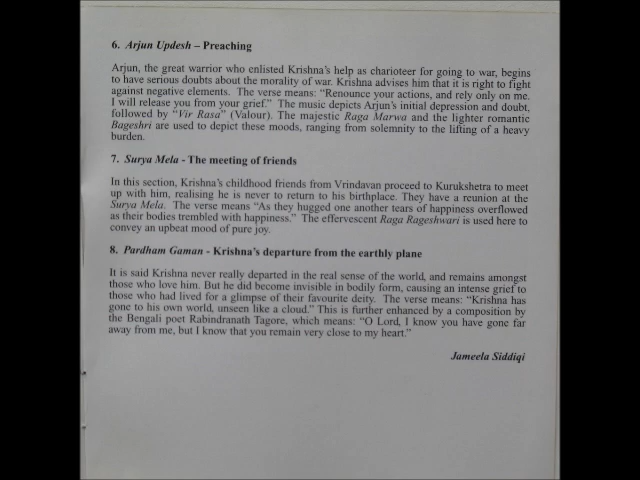 6. Arjun Updesh – Preaching
Arjun, the great warrior who enlisted Krishna's help as charioteer for going to war, begins
to have serious doubts about the morality of war. Krishna advises him that it is right to fight
against negative elements. The verse means: "Renounce your actions, and rely only on me.
I will release you from your grief." The music depicts Arjun's initial depression and doubt,
followed by "Vir Rasa" (Valour). The majestic Raga Marwa and the lighter romantic
Bageshri are used to depict these moods, ranging from solemnity to the lifting of a heavy
burden.
7. Surya Mela - The meeting of friends
In this section, Krishna's childhood friends from Vrindavan proceed to Kurukshetra to meet
up with him, realising he is never to return to his birthplace. They have a reunion at the
Surya Mela. The verse means "As they hugged one another tears of happiness overflowed
as their bodies trembled with happiness." The effervescent Raga Rageshwari is used here to
convey an upbeat mood of pure joy.
8. Pardham Gaman - Krishna's departure from the earthly plane
It is said Krishna never really departed in the real sense of the world, and remains amongst
those who love him. But he did become invisible in bodily form, causing an intense grief to
those who had lived for a glimpse of their favourite deity. The verse means: "Krishna has
gone to his own world, unseen like a cloud." This is further enhanced by a composition by
the Bengali poet Rabindranath Tagore, which means: "O Lord, I know you have gone far
away from me, but I know that you remain very close to my heart."
Jameela Siddiqi